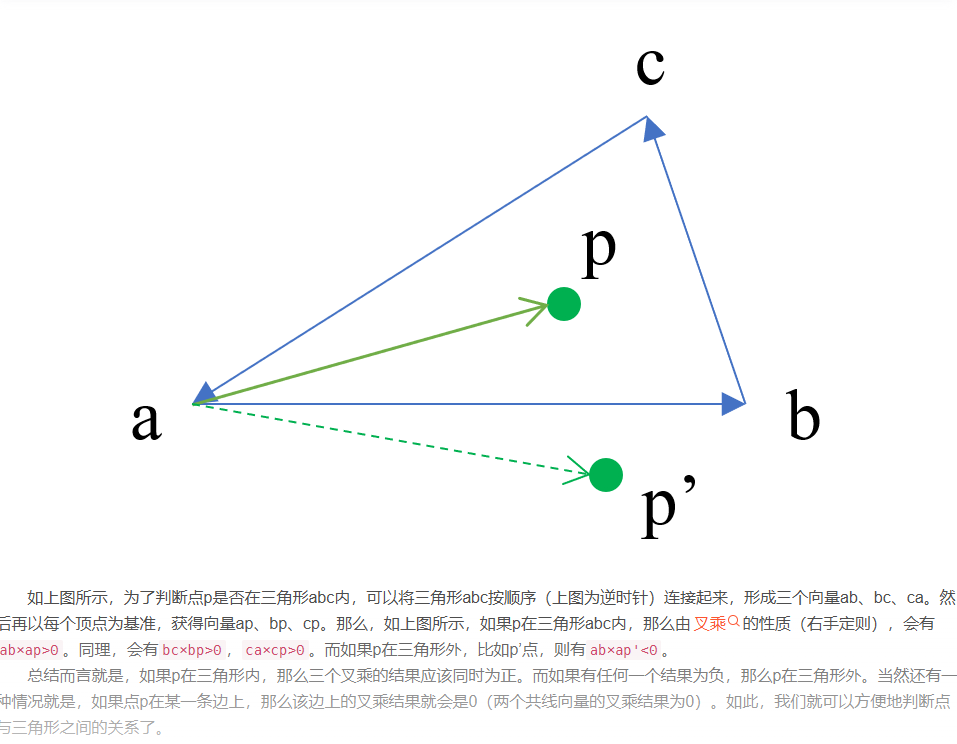 c
p
a
b
p’
如上图所示，为了判断点p是否在三角形abc内，可以将三角形abc按顺序（上图为逆时针）连接起来，形成三个向量ab、bc、ca。然
后再以每个顶点为基准，获得向量ap、bp、cp。那么，如上图所示，如果p在三角形abc内，那么由叉乘的性质（右手定则），会有
ab×ap>0。同理，会有bc×bp>0，ca×cp>0。而如果p在三角形外，比如p'点，则有ab×ap'<0。
总结而言就是，如果p在三角形内，那么三个叉乘的结果应该同时为正。而如果有任何一个结果为负，那么p在三角形外。当然还有一
种情况就是，如果点p在某一条边上，那么该边上的叉乘结果就会是0（两个共线向量的叉乘结果为0）。如此，我们就可以方便地判断点
与三角形之间的关系了。